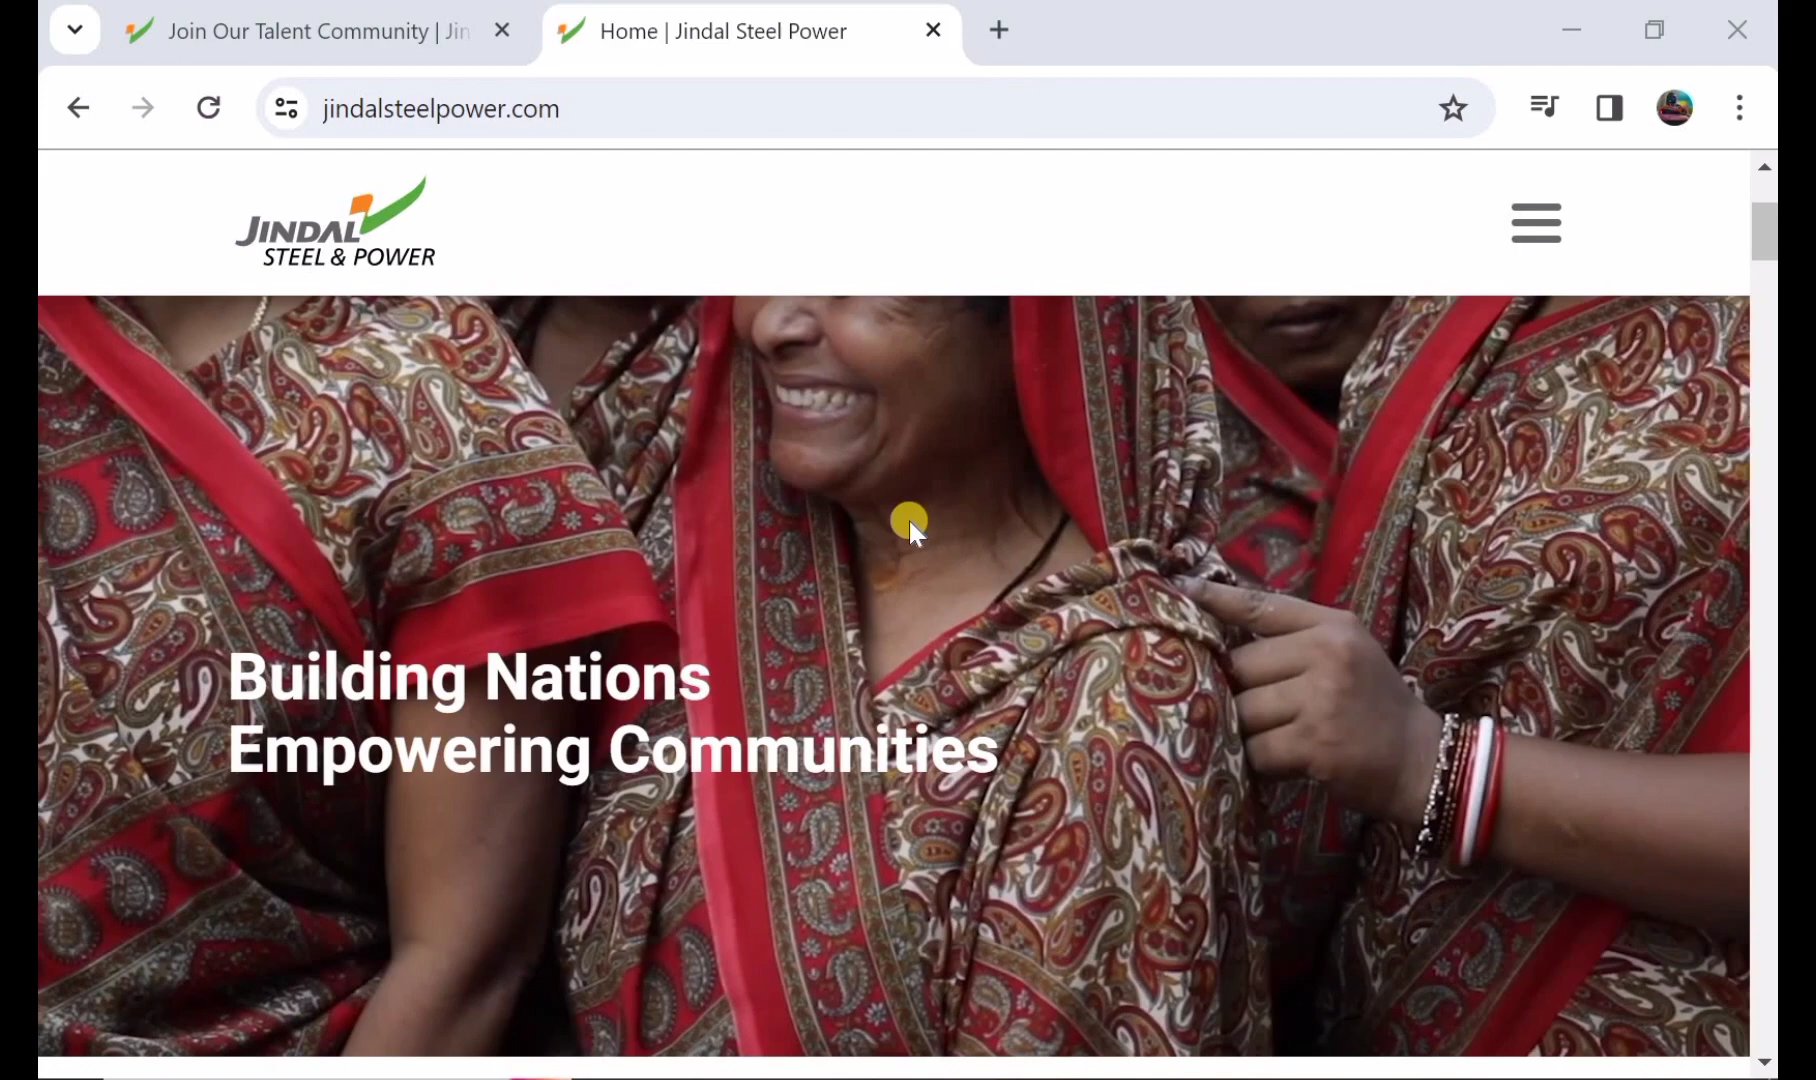 Join Our Talent Community | Jin
Home | Jindal Steel Power
jindalsteelpower.com
JINDAL
STEEL & POWER
Building Nations
Empowering Communities